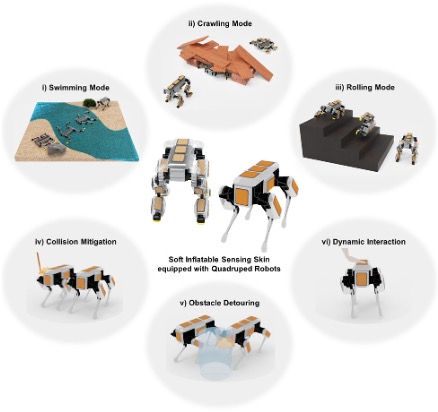 ii) Crawling Mode
i) Swimming Mode
iii) Rolling Mode
Soft Inflatable Sensing Skin
equipped with Quadruped Robots
iv) Collision Mitigation
vi) Dynamic Interaction
v) Obstacle Detouring